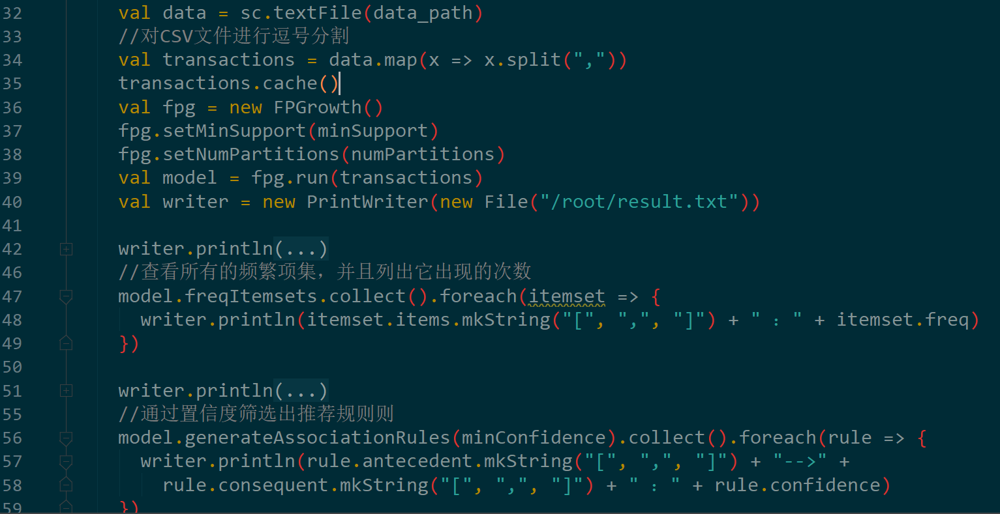 32 val data = sc.textFile(data_path)
33 //对CSV文件进行逗号分割
34 val transactions = data.map(x => x.split(","))
35 transactions.cache()
36 val fpg = new FPGrowth()
37 fpg.setMinSupport(minSupport)
38 fpg.setNumPartitions(numPartitions)
39 val model = fpg.run(transactions)
40 val writer = new PrintWriter(new File("/root/result.txt"))
41
42 writer.println(...)
46 //查看所有的频繁项集，并且列出它出现的次数
47 model.freqItemsets.collect().foreach(itemset => {
48 writer.println(itemset.items.mkString("[", ",", "]") + " ：" + itemset.freq)
49 })
50
51 writer.println(...)
55 //通过置信度筛选出推荐规则则
56 model.generateAssociationRules(minConfidence).collect().foreach(rule => {
57 writer.println(rule.antecedent.mkString("[", ",", "]") + "-->" +
58 rule.consequent.mkString("[", ",", "]") + " ：" + rule.confidence)
59 })